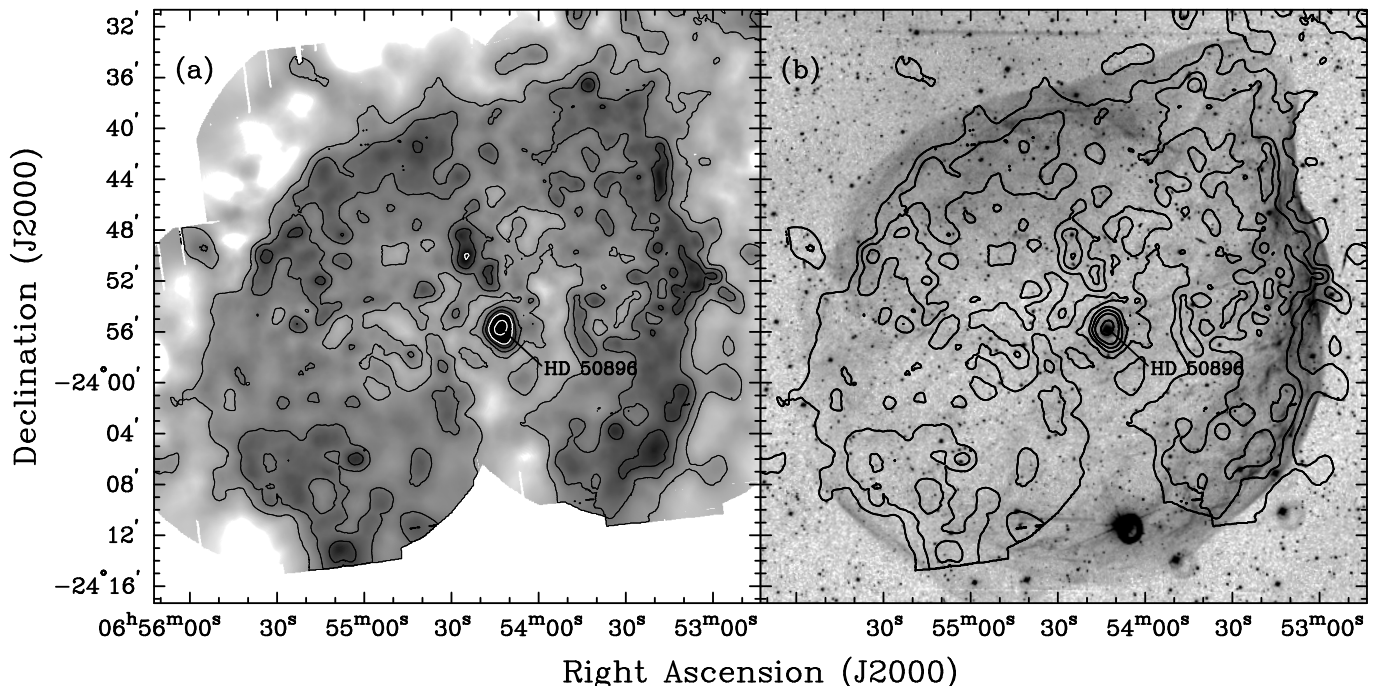 32′
(a)
(b)
36′
40′
44′
48′
52′
56′
HD 50896
HD 50896
−24°00′
04′
08′
12′
−24°16′
Declination (J2000)
06ʰ56ᵐ00ˢ
30ˢ
55ᵐ00ˢ
30ˢ
54ᵐ00ˢ
30ˢ
53ᵐ00ˢ
30ˢ
55ᵐ00ˢ
30ˢ
54ᵐ00ˢ
30ˢ
53ᵐ00ˢ
Right Ascension (J2000)